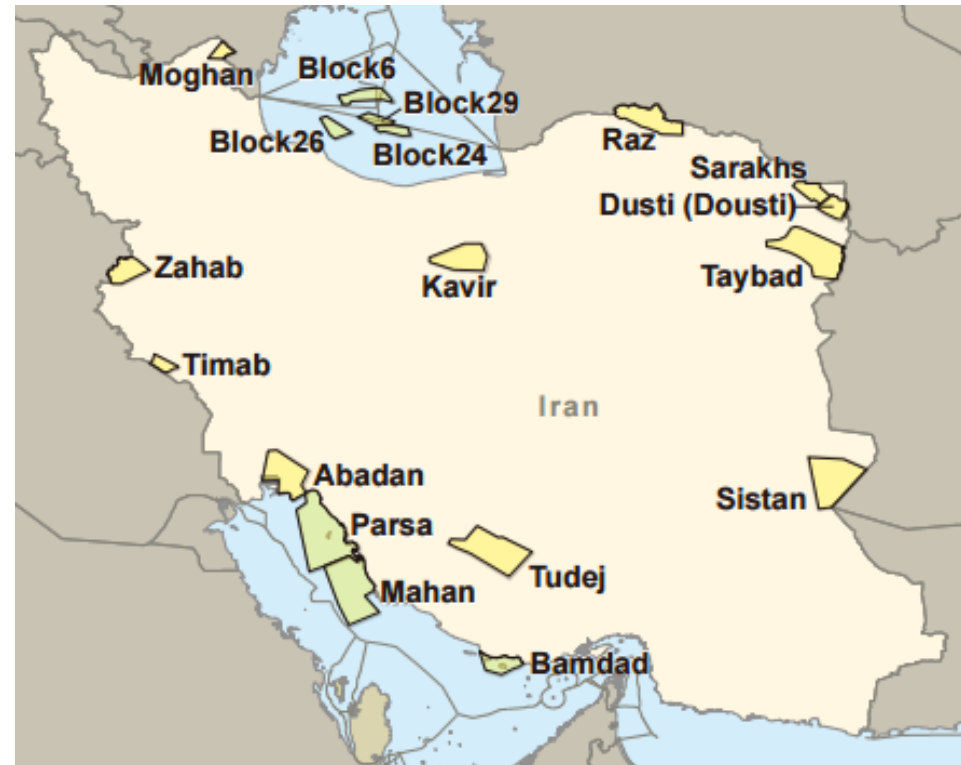 Moghan
Block6
Block29
Block26
Block24
Raz
Sarakhs
Dusti (Dousti)
Taybad
Zahab
Kavir
Timab
Iran
Abadan
Sistan
Parsa
Tudej
Mahan
Bamdad